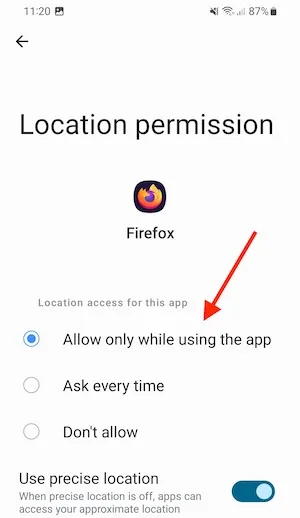 11:20 87%
Location permission
Firefox
Location access for this app
Allow only while using the app
Ask every time
Don't allow
Use precise location
When precise location is off, apps can
access your approximate location